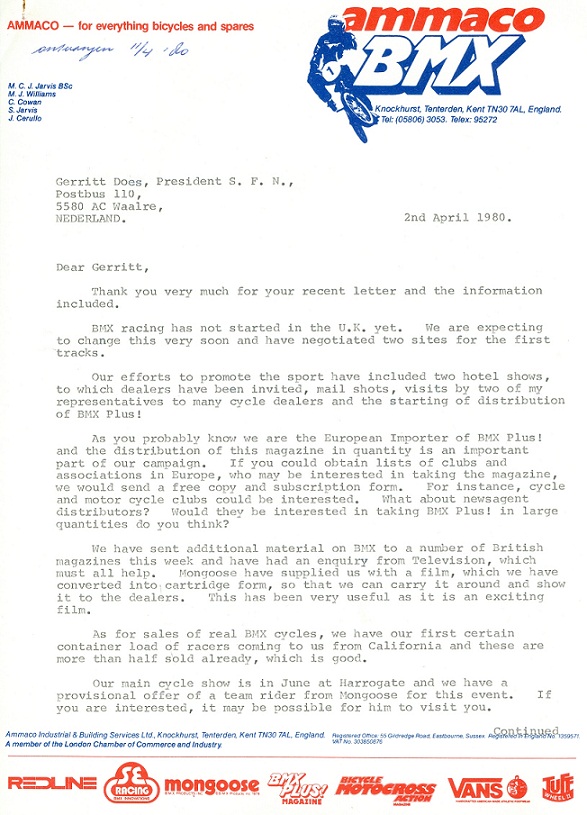 AMMACO — for everything bicycles and spares
ontvangen 11/4 '80
ammaco
BMX
M. C. J. Jarvis BSc
M. J. Williams
C. Cowan
S. Jarvis
J. Cerullo
Knockhurst, Tenterden, Kent TN30 7AL, England.
Tel: (05806) 3053. Telex: 95272
Gerritt Does, President S. F. N.,
Postbus 110,
5580 AC Waalre,
NEDERLAND.
2nd April 1980.
Dear Gerritt,
Thank you very much for your recent letter and the information
included.
BMX racing has not started in the U.K. yet. We are expecting
to change this very soon and have negotiated two sites for the first
tracks.
Our efforts to promote the sport have included two hotel shows,
to which dealers have been invited, mail shots, visits by two of my
representatives to many cycle dealers and the starting of distribution
of BMX Plus!
As you probably know we are the European Importer of BMX Plus!
and the distribution of this magazine in quantity is an important
part of our campaign. If you could obtain lists of clubs and
associations in Europe, who may be interested in taking the magazine,
we would send a free copy and subscription form. For instance, cycle
and motor cycle clubs could be interested. What about newsagent
distributors? Would they be interested in taking BMX Plus! in large
quantities do you think?
We have sent additional material on BMX to a number of British
magazines this week and have had an enquiry from Television, which
must all help. Mongoose have supplied us with a film, which we have
converted into cartridge form, so that we can carry it around and show
it to the dealers. This has been very useful as it is an exciting
film.
As for sales of real BMX cycles, we have our first certain
container load of racers coming to us from California and these are
more than half sold already, which is good.
Our main cycle show is in June at Harrogate and we have a
provisional offer of a team rider from Mongoose for this event. If
you are interested, it may be possible for him to visit you.
Continued
Ammaco Industrial & Building Services Ltd., Knockhurst, Tenterden, Kent TN30 7AL, England.
A member of the London Chamber of Commerce and Industry.
Registered Office: 55 Gildredge Road, Eastbourne, Sussex. Registered in England No. 1359571.
VAT No. 303850876
REDLINE
SE
RACING
mongoose
BMX
PLUS!
MAGAZINE
BICYCLE
MOTOCROSS
ACTION
MAGAZINE
VANS
TUFF
WHEEL II